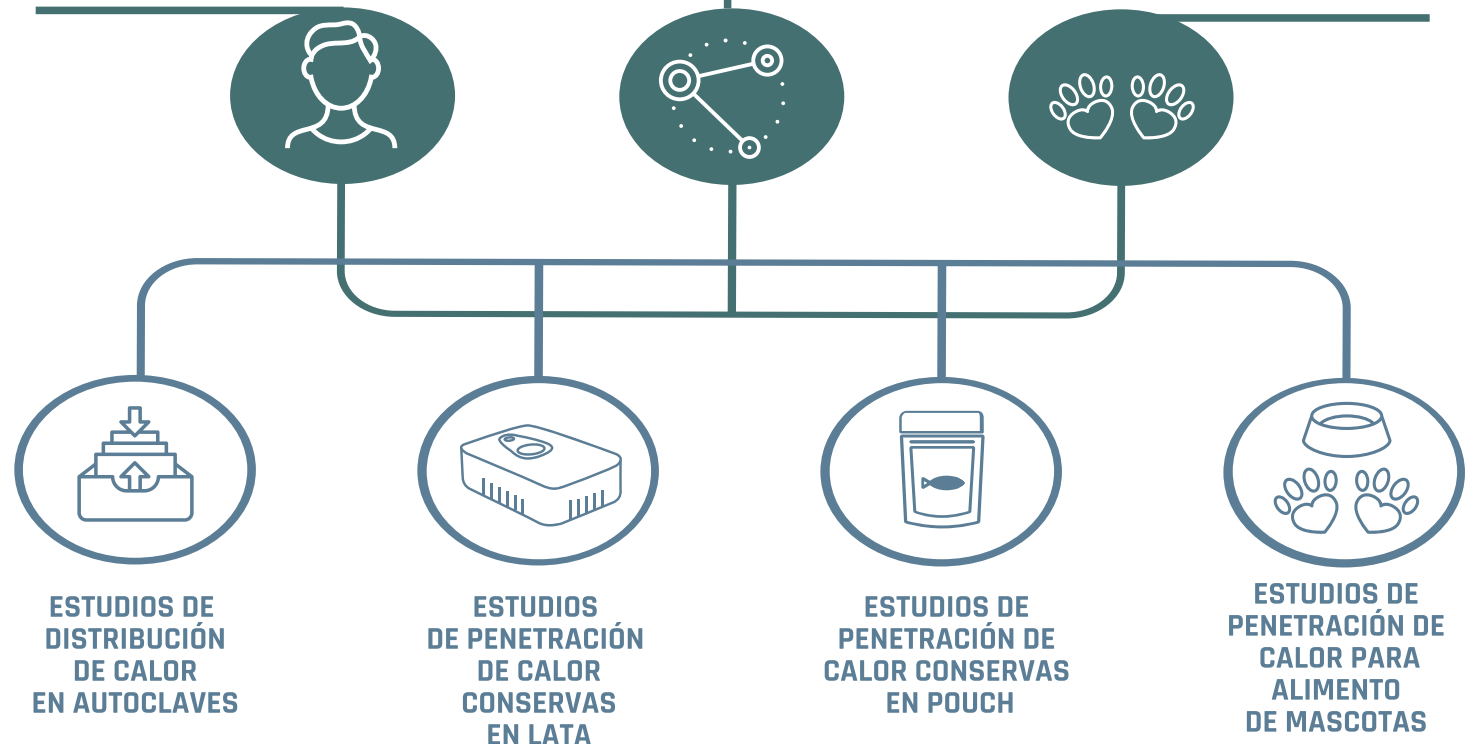 ESTUDIOS DE
DISTRIBUCIÓN
DE CALOR
EN AUTOCLAVES
ESTUDIOS
DE PENETRACIÓN
DE CALOR
CONSERVAS
EN LATA
ESTUDIOS DE
PENETRACIÓN DE
CALOR CONSERVAS
EN POUCH
ESTUDIOS DE
PENETRACIÓN DE
CALOR PARA
ALIMENTO
DE MASCOTAS